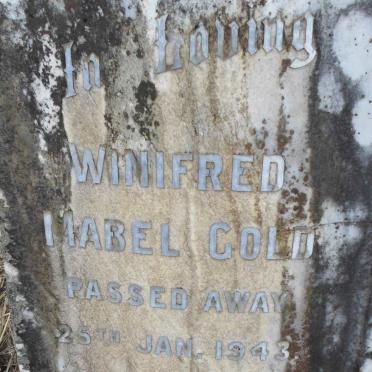 In Loving
WINIFRED
MABEL GOLD
PASSED AWAY
25TH JAN. 1943.